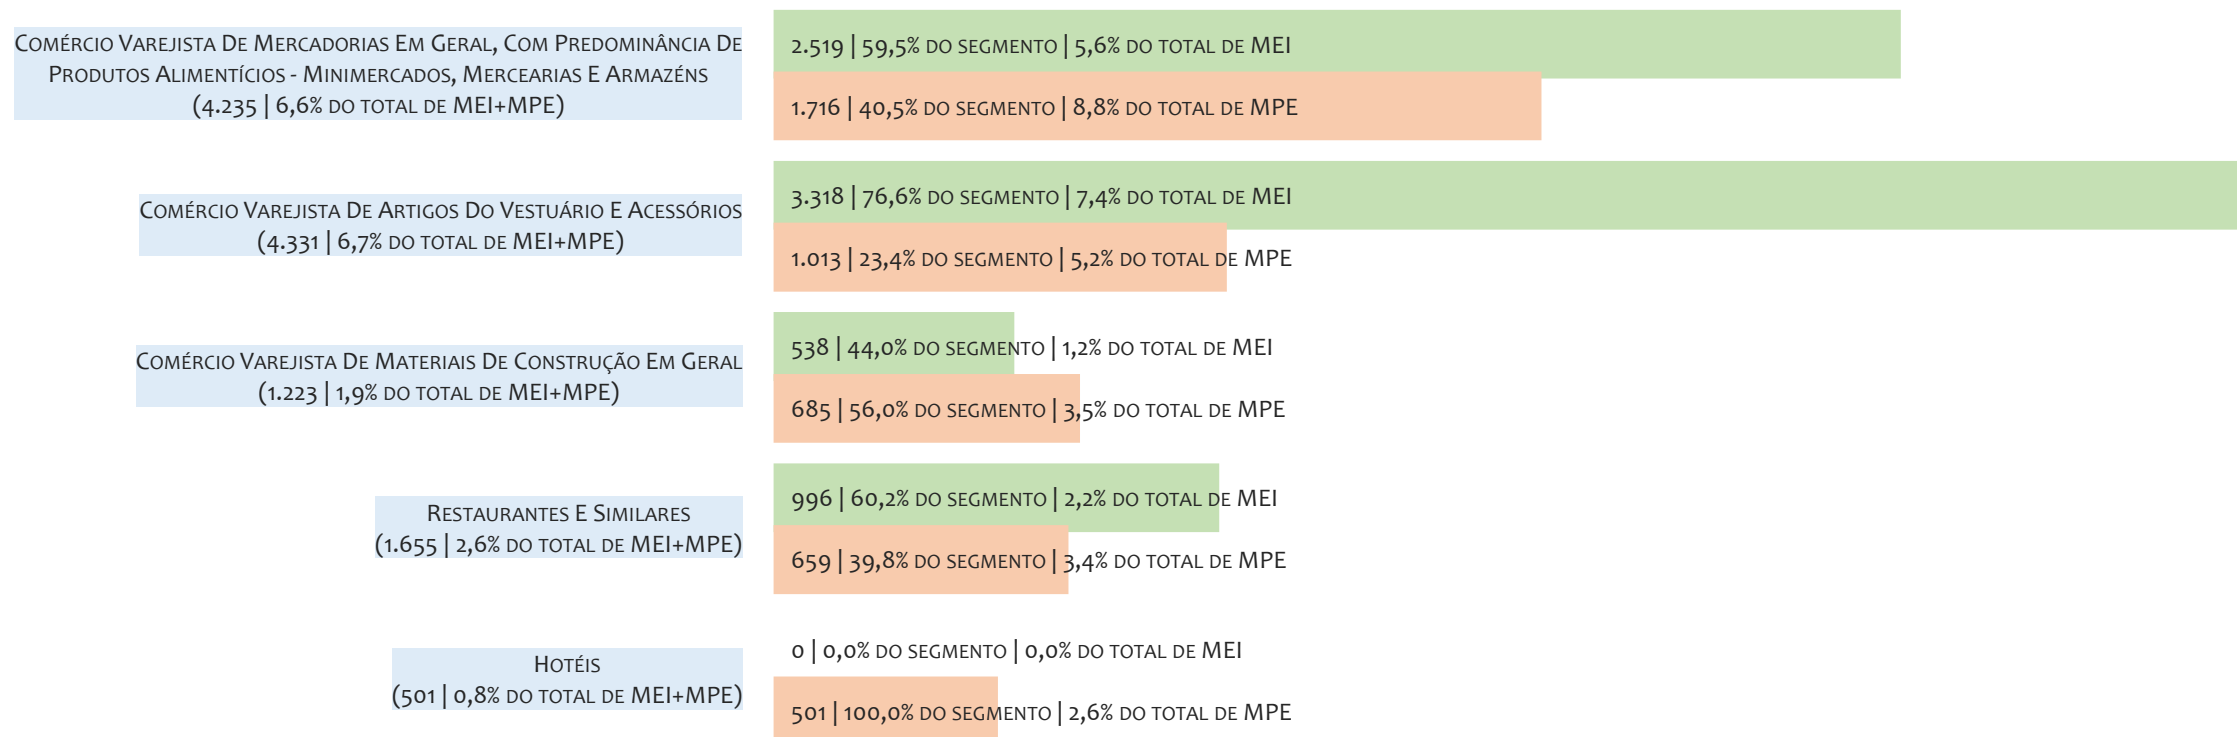 Comércio Varejista De Mercadorias Em Geral, Com Predominância De
Produtos Alimentícios - Minimercados, Mercearias E Armazéns
(4.235 | 6,6% do total de MEI+MPE)
2.519 | 59,5% do segmento | 5,6% do total de MEI
1.716 | 40,5% do segmento | 8,8% do total de MPE
Comércio Varejista De Artigos Do Vestuário E Acessórios
(4.331 | 6,7% do total de MEI+MPE)
3.318 | 76,6% do segmento | 7,4% do total de MEI
1.013 | 23,4% do segmento | 5,2% do total de MPE
Comércio Varejista De Materiais De Construção Em Geral
(1.223 | 1,9% do total de MEI+MPE)
538 | 44,0% do segmento | 1,2% do total de MEI
685 | 56,0% do segmento | 3,5% do total de MPE
Restaurantes E Similares
(1.655 | 2,6% do total de MEI+MPE)
996 | 60,2% do segmento | 2,2% do total de MEI
659 | 39,8% do segmento | 3,4% do total de MPE
Hotéis
(501 | 0,8% do total de MEI+MPE)
0 | 0,0% do segmento | 0,0% do total de MEI
501 | 100,0% do segmento | 2,6% do total de MPE